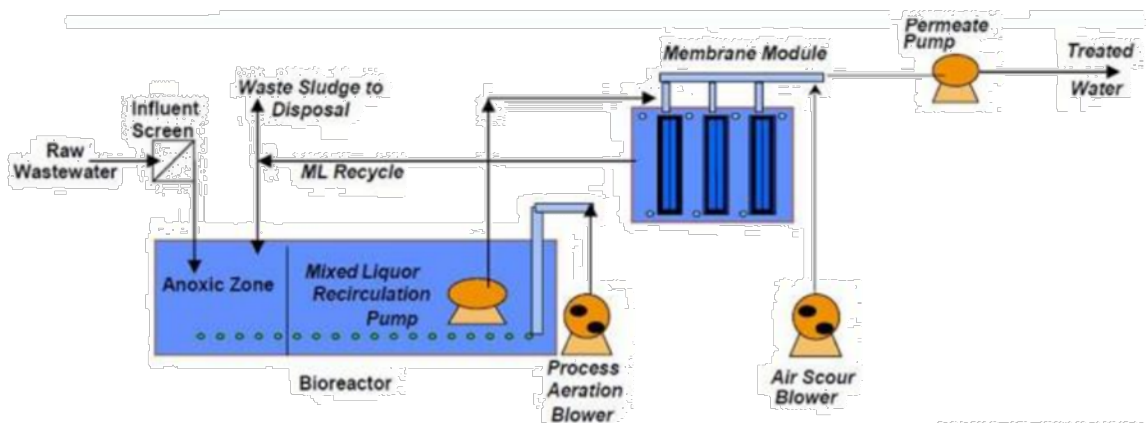 Permeate
Pump
Treated
Water
Membrane Module
Waste Sludge to
Disposal
Influent
Screen
Raw
Wastewater
ML Recycle
Anoxic Zone
Mixed Liquor
Recirculation
Pump
Bioreactor
Process
Aeration
Blower
Air Scour
Blower